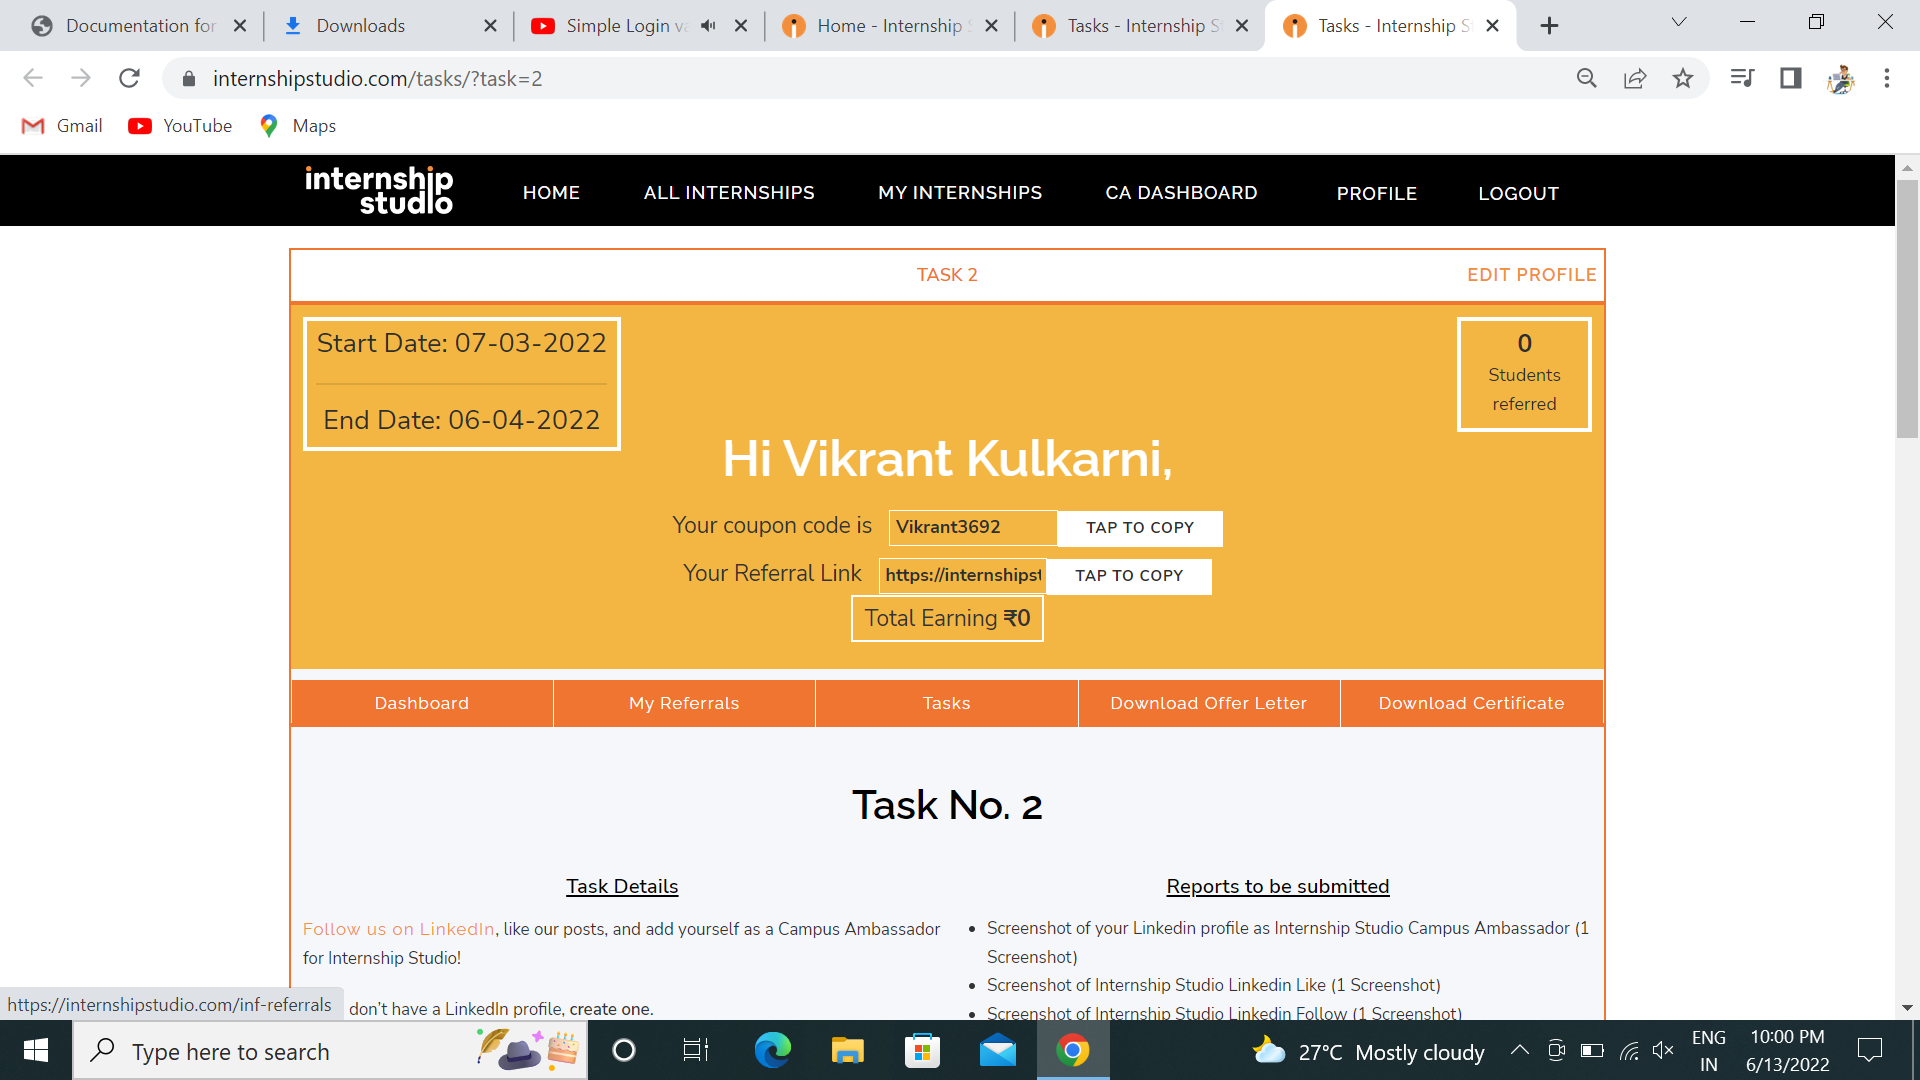 Documentation for
Downloads
Simple Login va
Home - Internship S
Tasks - Internship S
Tasks - Internship S
internshipstudio.com/tasks/?task=2
Gmail
YouTube
Maps
internship
studio
HOME
ALL INTERNSHIPS
MY INTERNSHIPS
CA DASHBOARD
PROFILE
LOGOUT
TASK 2
EDIT PROFILE
Start Date: 07-03-2022
End Date: 06-04-2022
0
Students
referred
Hi Vikrant Kulkarni,
Your coupon code is Vikrant3692 TAP TO COPY
Your Referral Link https://internshipst TAP TO COPY
Total Earning ₹0
Dashboard
My Referrals
Tasks
Download Offer Letter
Download Certificate
Task No. 2
Task Details
Follow us on LinkedIn, like our posts, and add yourself as a Campus Ambassador
for Internship Studio!
don't have a LinkedIn profile, create one.
Reports to be submitted
• Screenshot of your Linkedin profile as Internship Studio Campus Ambassador (1
Screenshot)
• Screenshot of Internship Studio Linkedin Like (1 Screenshot)
• Screenshot of Internship Studio Linkedin Follow (1 Screenshot)
https://internshipstudio.com/inf-referrals
Type here to search
27°C Mostly cloudy
ENG
IN
10:00 PM
6/13/2022